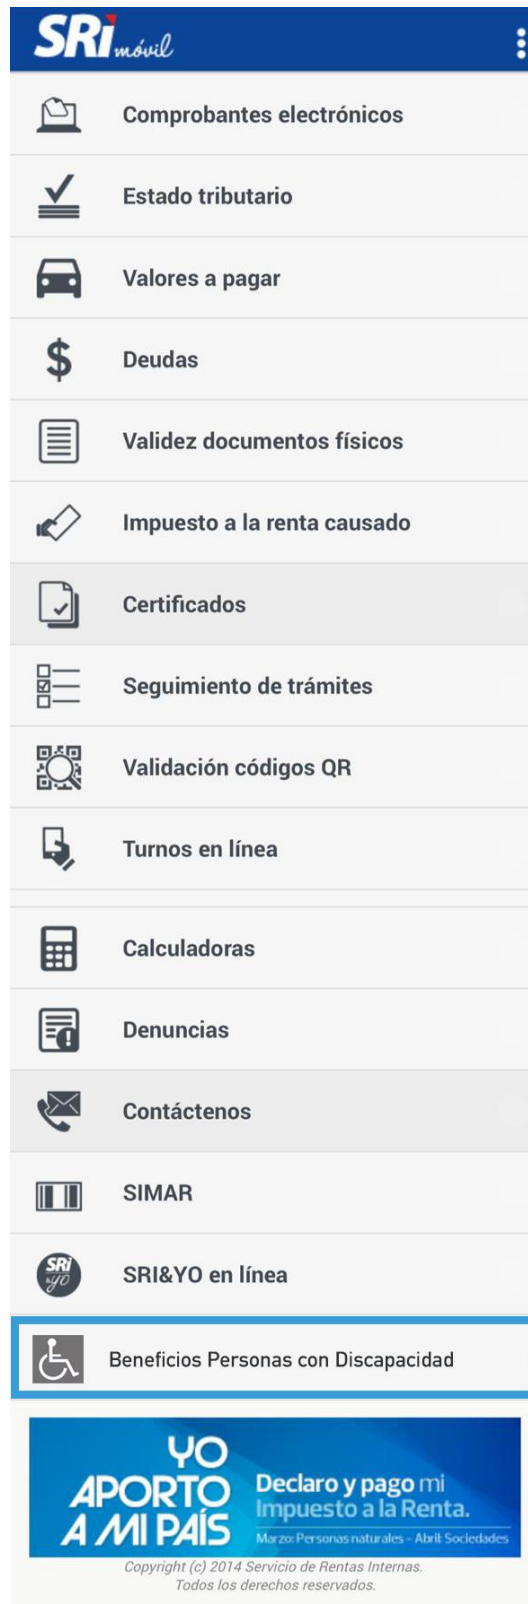 SRi móvil
Comprobantes electrónicos
Estado tributario
Valores a pagar
$
Deudas
Validez documentos físicos
Impuesto a la renta causado
Certificados
Seguimiento de trámites
Validación códigos QR
Turnos en línea
Calculadoras
Denuncias
Contáctenos
SIMAR
SRi
&yo
SRI&YO en línea
Beneficios Personas con Discapacidad
YO
APORTO
A MI PAÍS
Declaro y pago mi
Impuesto a la Renta.
Marzo: Personas naturales - Abril: Sociedades
Copyright (c) 2014 Servicio de Rentas Internas.
Todos los derechos reservados.